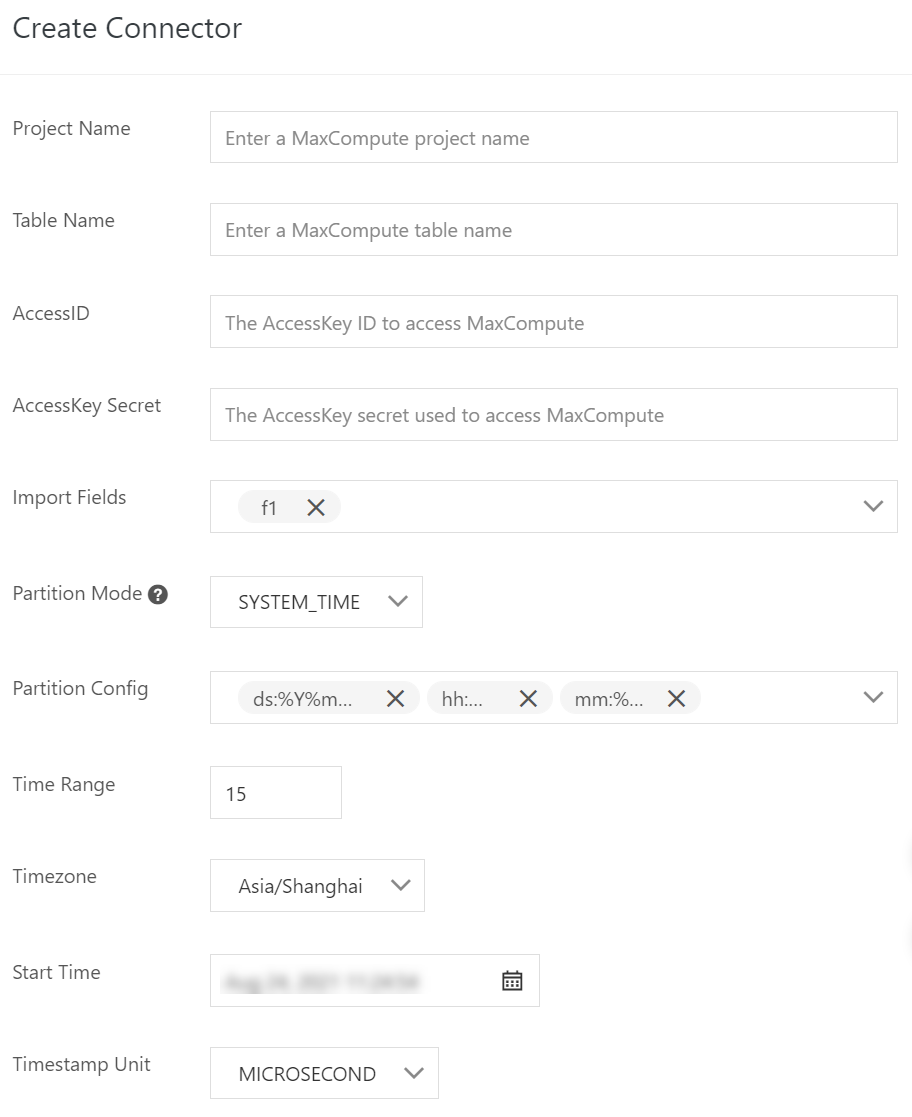 Create Connector
Project Name
Enter a MaxCompute project name
Table Name
Enter a MaxCompute table name
AccessID
The AccessKey ID to access MaxCompute
AccessKey Secret
The AccessKey secret used to access MaxCompute
Import Fields
f1
Partition Mode ?
SYSTEM_TIME
Partition Config
ds:%Y%m... hh:... mm:%...
Time Range
15
Timezone
Asia/Shanghai
Start Time
Timestamp Unit
MICROSECOND